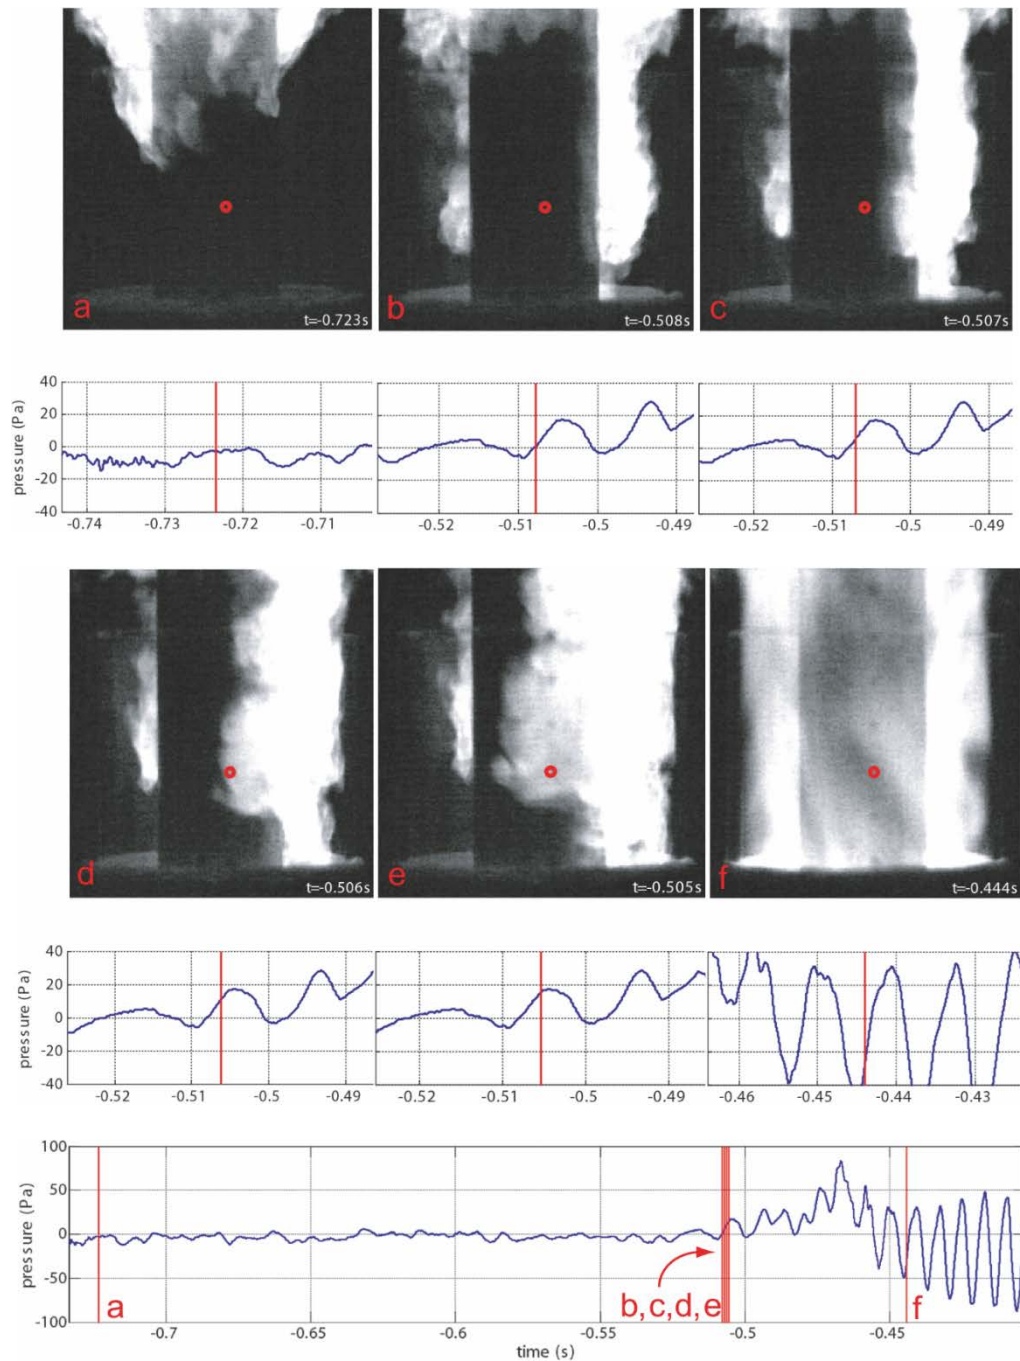 a
t=-0.723s
b
t=-0.508s
c
t=-0.507s
pressure (Pa)
40
20
0
-20
-40
-0.74 -0.73 -0.72 -0.71
-0.52 -0.51 -0.5 -0.49
-0.52 -0.51 -0.5 -0.49
d
t=-0.506s
e
t=-0.505s
f
t=-0.444s
pressure (Pa)
40
20
0
-20
-40
-0.52 -0.51 -0.5 -0.49
-0.52 -0.51 -0.5 -0.49
-0.46 -0.45 -0.44 -0.43
pressure (Pa)
100
50
0
-50
-100
a
b,c,d,e
f
-0.7 -0.65 -0.6 -0.55 -0.5 -0.45
time (s)